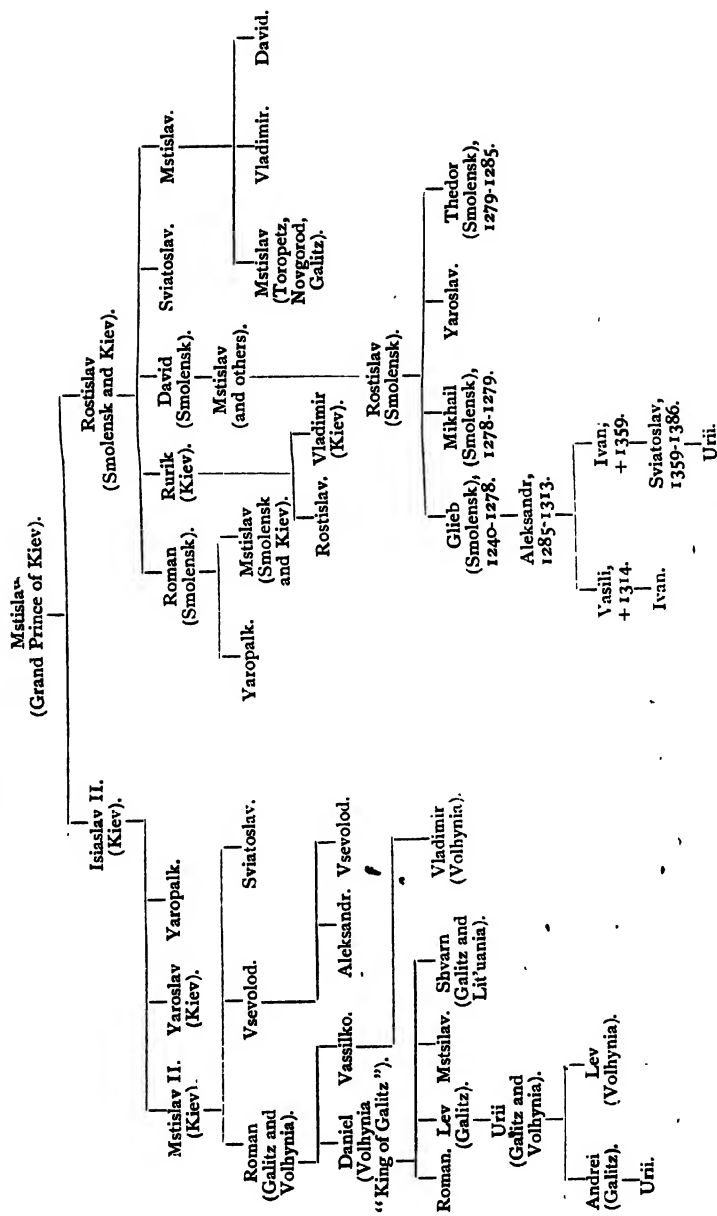 Mstislav
(Grand Prince of Kiev).
Isiaslav II.
(Kiev).
Rostislav
(Smolensk and Kiev).
Mstislav II.
(Kiev).
Yaroslav
(Kiev).
Yaropalk.
Roman
(Smolensk).
Rurik
(Kiev).
David
(Smolensk).
Sviatoslav.
Mstislav.
Roman
(Galitz and
Volhynia).
Vsevolod.
Sviatoslav.
Yaropalk.
Mstislav
(Smolensk
and Kiev).
Rostislav.
Vladimir
(Kiev).
Mstislav
(and others).
Mstislav
(Toropetz,
Novgorod,
Galitz).
Vladimir.
David.
Daniel
(Volhynia
"King of Galitz").
Vassilko.
Aleksandr.
Vsevolod.
Rostislav
(Smolensk).
Roman.
Lev
(Galitz).
Mstsilav.
Shvarn
(Galitz and
Lit'uania).
Vladimir
(Volhynia).
Glieb
(Smolensk),
1240-1278.
Mikhail
(Smolensk),
1278-1279.
Yaroslav.
Thedor
(Smolensk),
1279-1285.
Urii
(Galitz and
Volhynia).
Aleksandr,
1285-1313.
Andrei
(Galitz).
Lev
(Volhynia).
Vasili,
+ 1314.
Ivan,
+ 1359.
Urii.
Ivan.
Sviatoslav,
1359-1386.
Urii.